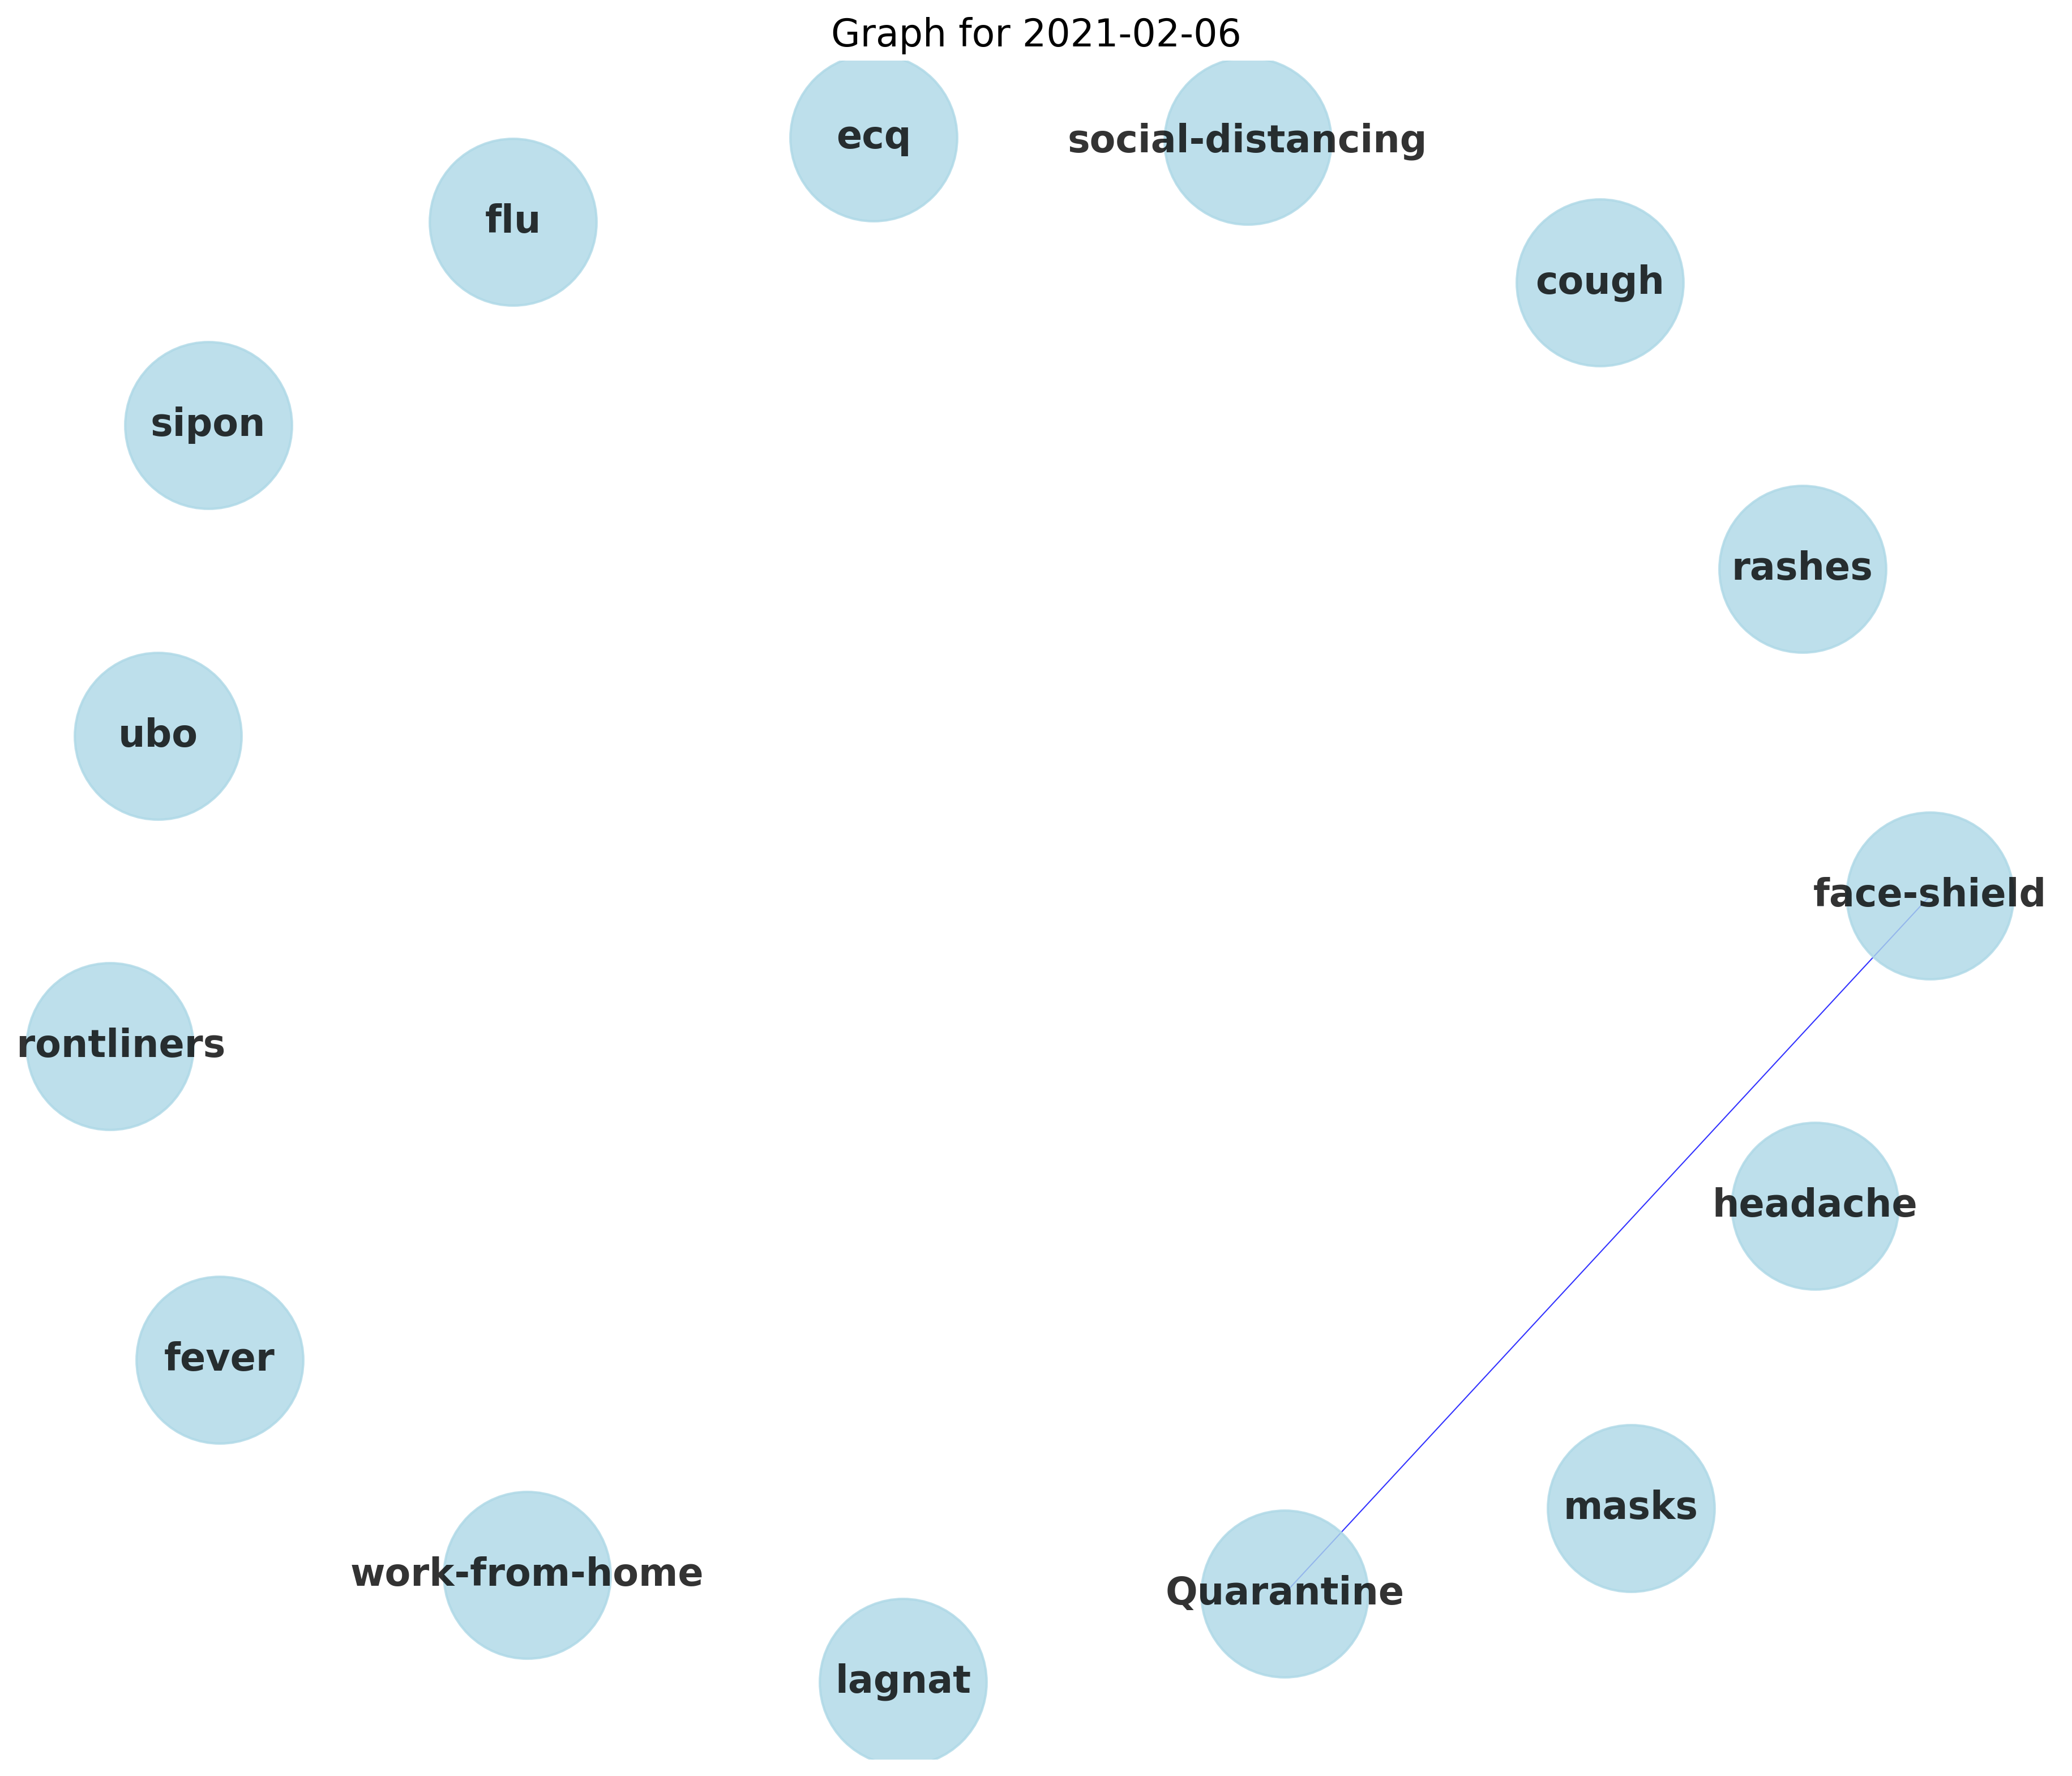 Graph for 2021-02-06
ecq
social-distancing
flu
cough
sipon
rashes
ubo
face-shield
rontliners
headache
fever
masks
work-from-home
Quarantine
lagnat